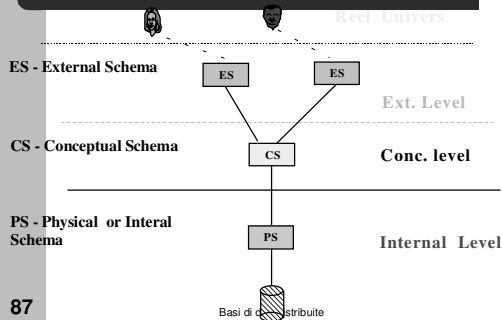 Reel Univers
ES - External Schema
ES
ES
Ext. Level
CS - Conceptual Schema
CS
Conc. level
PS - Physical or Interal
Schema
PS
Internal Level
87
Basi di d stribuite